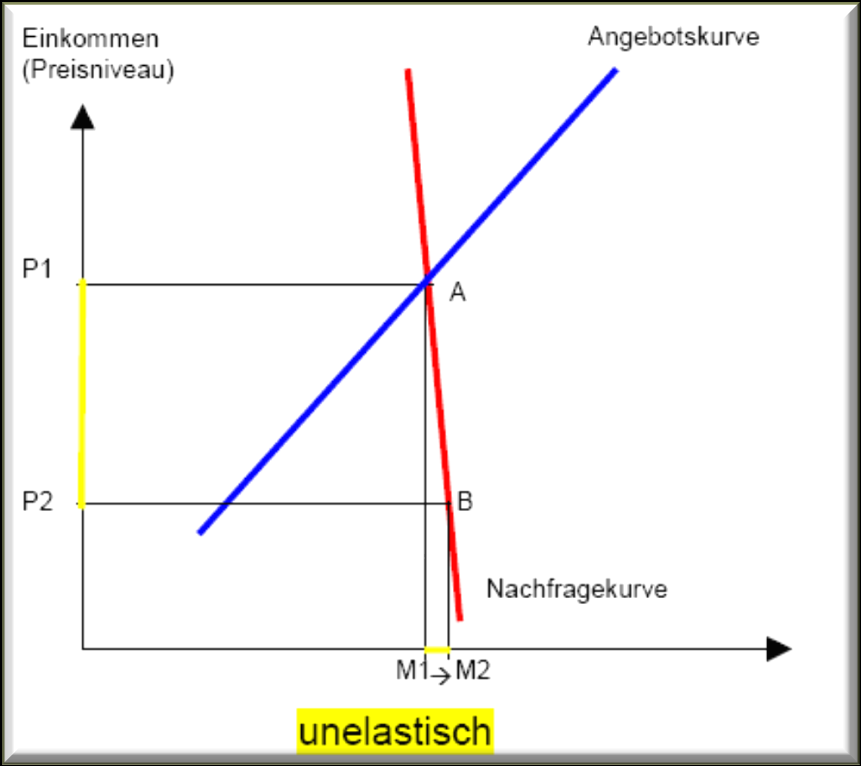 Einkommen
(Preisniveau)
Angebotskurve
P1
A
P2
B
Nachfragekurve
M1→M2
unelastisch